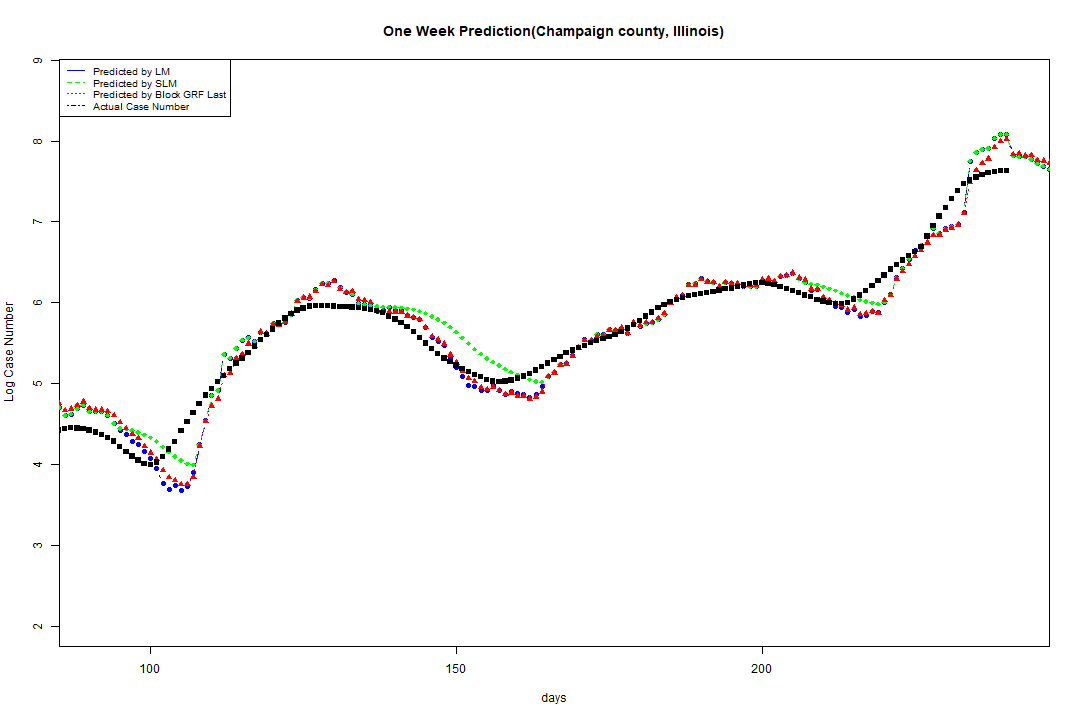 One Week Prediction(Champaign county, Illinois)
Predicted by LM
Predicted by SLM
Predicted by Block GRF Last
Actual Case Number
Log Case Number
9
8
7
6
5
4
3
2
100 150 200
days